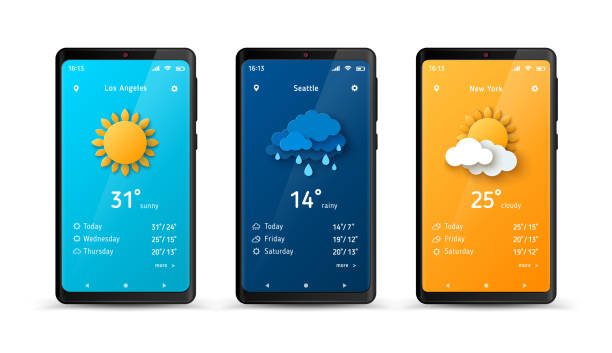 16:13
Los Angeles
31° sunny
Today 31°/24°
Wednesday 25°/15°
Thursday 20°/13°
more >
16:13
Seattle
14° rainy
Today 14°/7°
Friday 19°/12°
Saturday 20°/13°
more >
16:13
New York
25° cloudy
Today 25°/15°
Friday 20°/13°
Saturday 19°/12°
more >